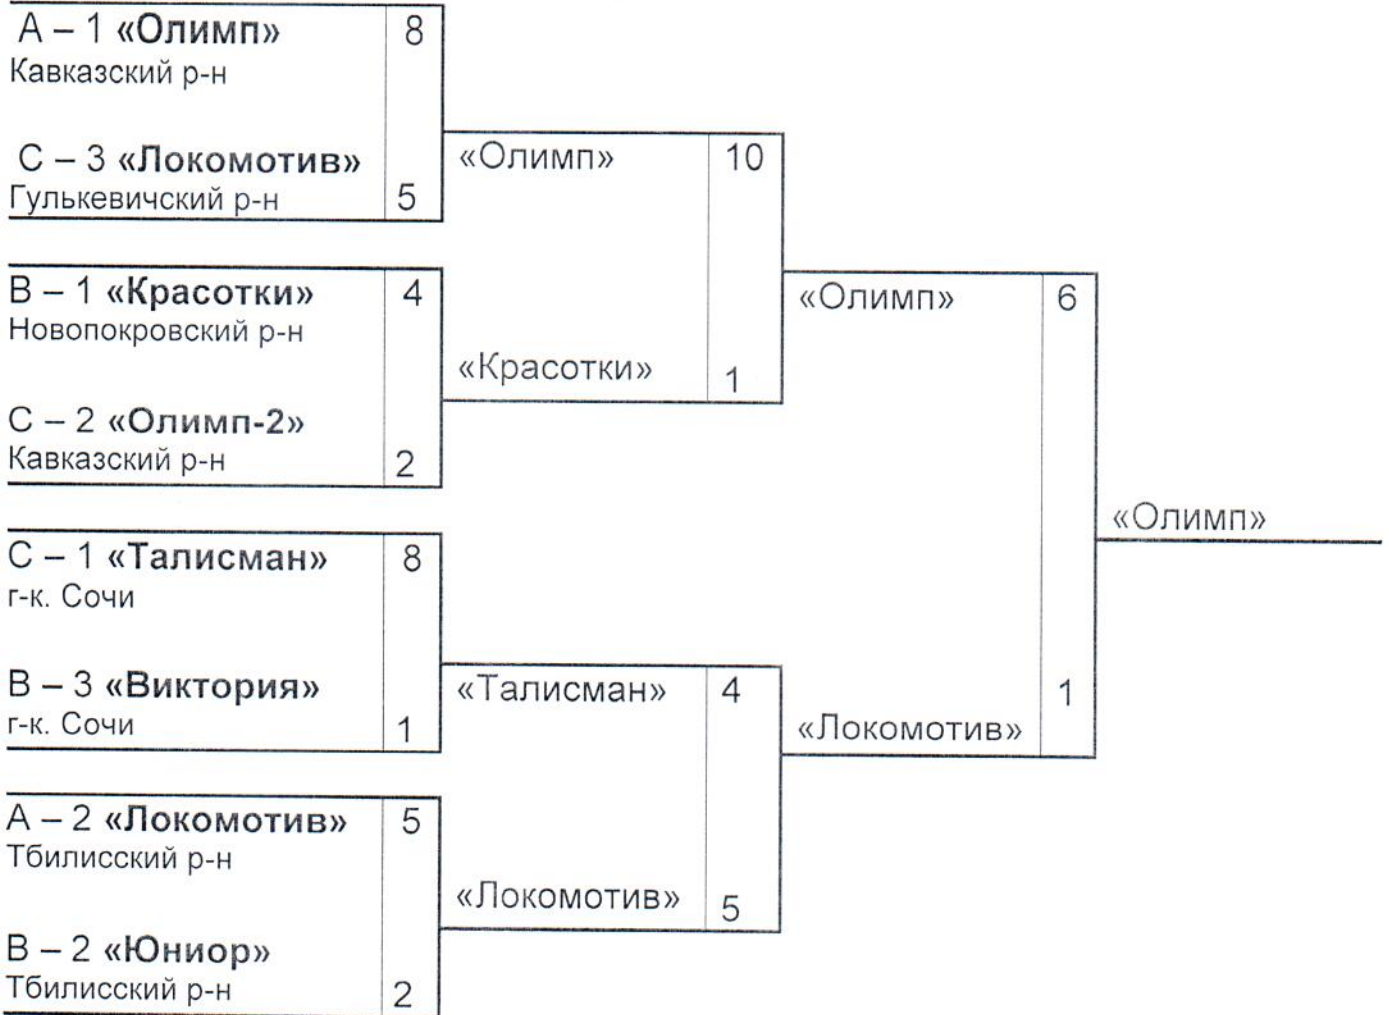 А – 1 «Олимп» 8
Кавказский р-н
С – 3 «Локомотив»
Гулькевичский р-н 5
«Олимп» 10
В – 1 «Красотки» 4
Новопокровский р-н
«Красотки» 1
С – 2 «Олимп-2»
Кавказский р-н 2
«Олимп» 6
«Олимп»
С – 1 «Талисман» 8
г-к. Сочи
В – 3 «Виктория»
г-к. Сочи 1
«Талисман» 4
«Локомотив» 1
А – 2 «Локомотив» 5
Тбилисский р-н
«Локомотив» 5
В – 2 «Юниор»
Тбилисский р-н 2